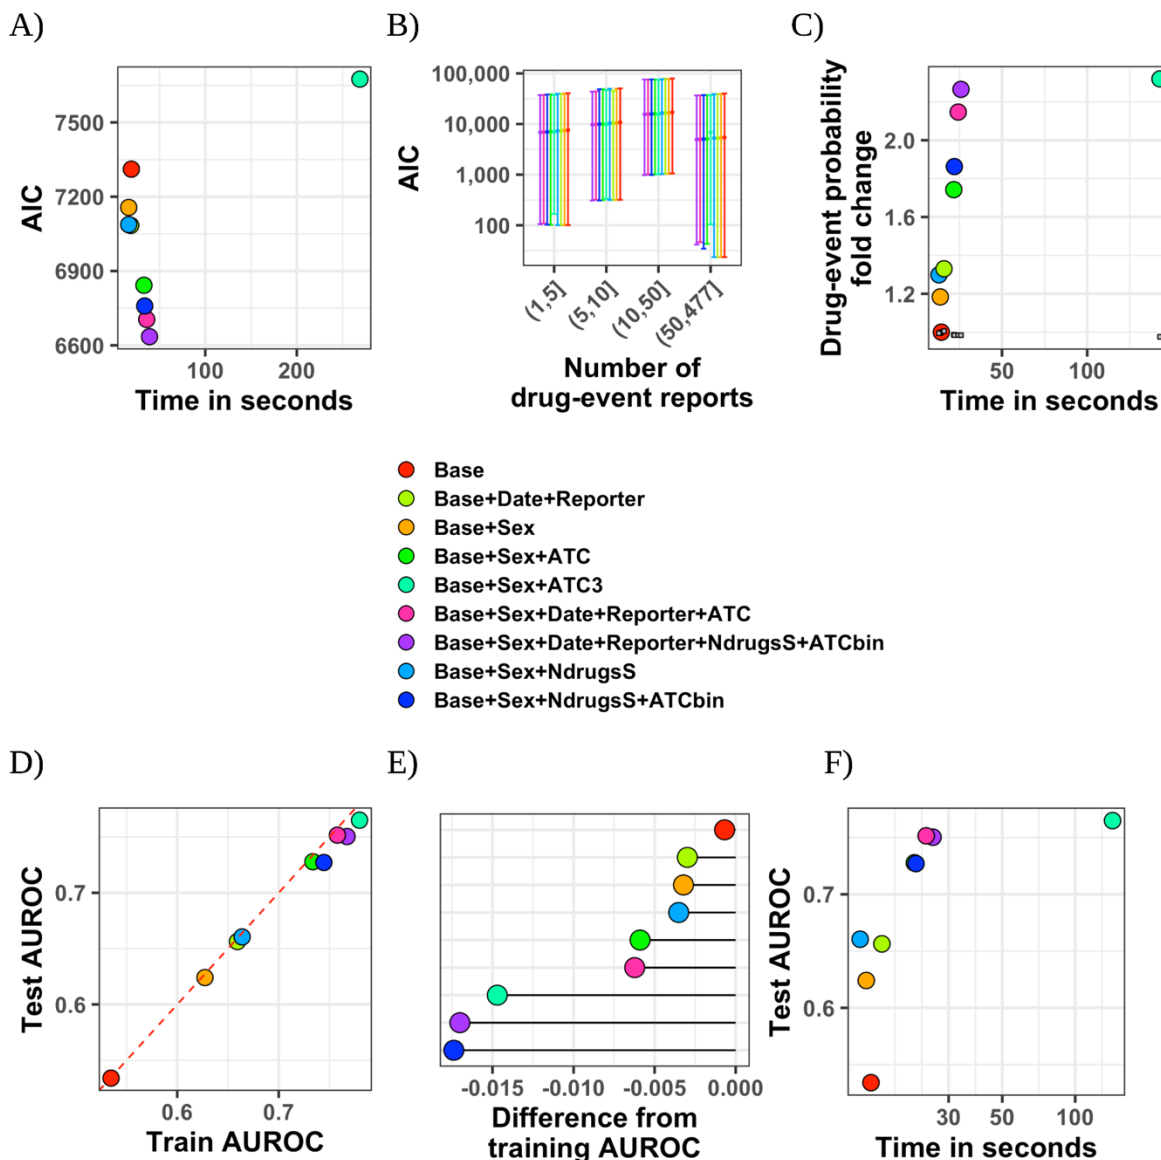 A)
B)
C)
AIC
7500
7200
6900
6600
100
200
Time in seconds
AIC
100,000
10,000
1,000
100
(1,5]
(5,10]
(10,50]
(50,477]
Number of
drug-event reports
Drug-event probability
fold change
2.0
1.6
1.2
50
100
Time in seconds
Base
Base+Date+Reporter
Base+Sex
Base+Sex+ATC
Base+Sex+ATC3
Base+Sex+Date+Reporter+ATC
Base+Sex+Date+Reporter+NdrugsS+ATCbin
Base+Sex+NdrugsS
Base+Sex+NdrugsS+ATCbin
D)
E)
F)
Test AUROC
0.7
0.6
0.6
0.7
Train AUROC
-0.015
-0.010
-0.005
0.000
Difference from
training AUROC
Test AUROC
0.7
0.6
30
50
100
Time in seconds